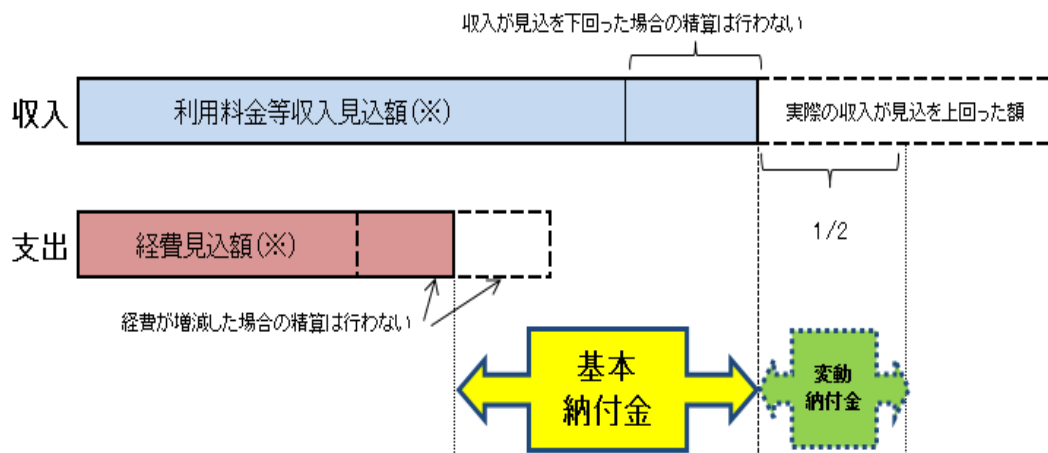 収入が見込を下回った場合の精算は行わない
収入
利用料金等収入見込額(※)
実際の収入が見込を上回った額
1/2
支出
経費見込額(※)
経費が増減した場合の精算は行わない
基本
納付金
変動
納付金